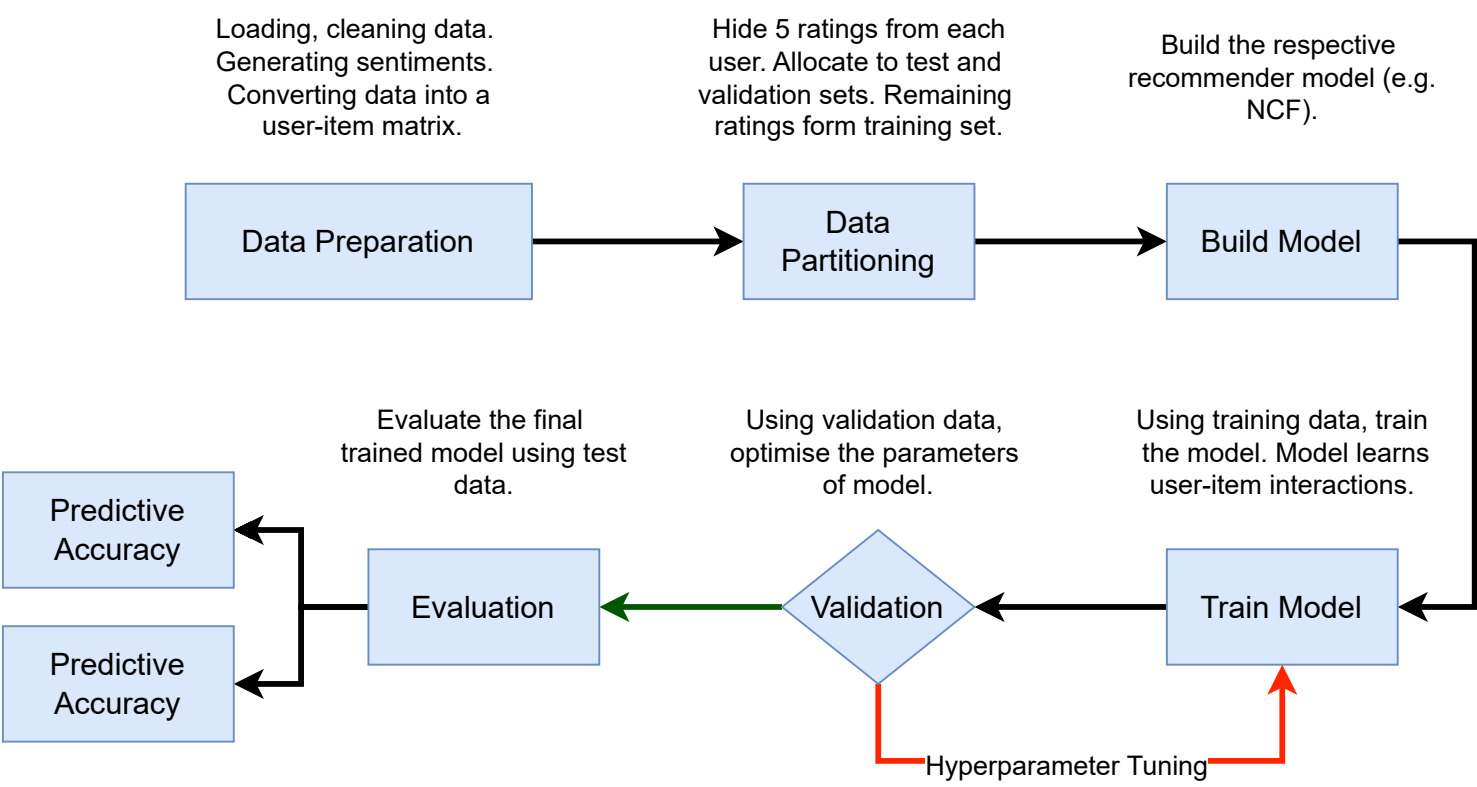 Loading, cleaning data.
Generating sentiments.
Converting data into a
user-item matrix.
Hide 5 ratings from each
user. Allocate to test and
validation sets. Remaining
ratings form training set.
Build the respective
recommender model (e.g.
NCF).
Data Preparation
Data
Partitioning
Build Model
Evaluate the final
trained model using test
data.
Using validation data,
optimise the parameters
of model.
Using training data, train
the model. Model learns
user-item interactions.
Predictive
Accuracy
Predictive
Accuracy
Evaluation
Validation
Train Model
Hyperparameter Tuning